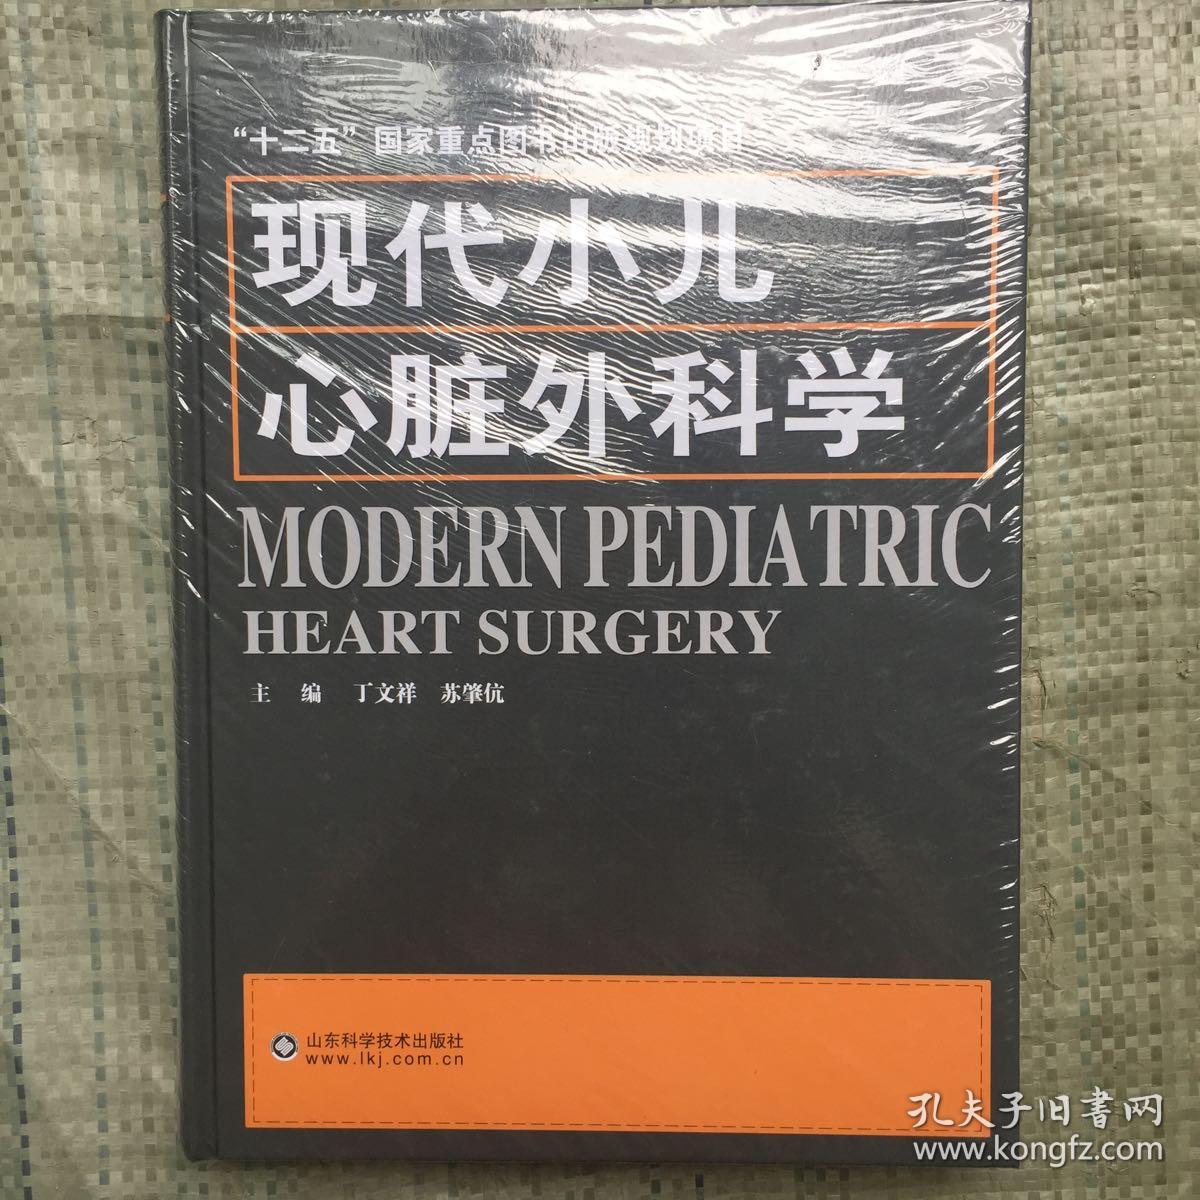 “十二五”国家重点图书出版规划项目
现代小儿
心脏外科学
MODERN PEDIATRIC
HEART SURGERY
主 编 丁文祥 苏肇伉
山东科学技术出版社
www.lkj.com.cn
孔夫子旧書网
www.kongfz.com